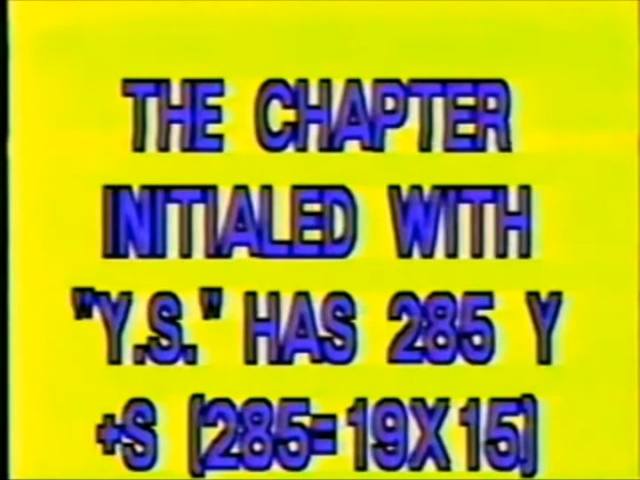 THE CHAPTER
INITIALED WITH
"Y.S." HAS 285 Y
+S (285=19X15)